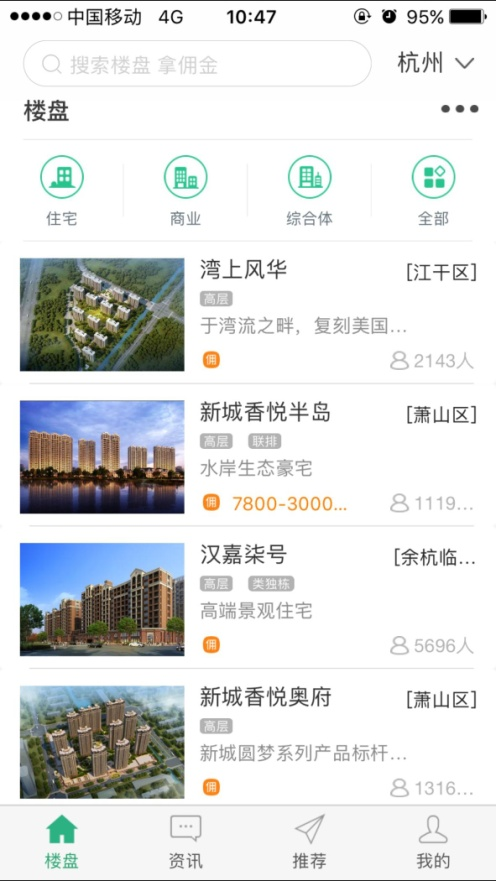 中国移动 4G 10:47 95%
搜索楼盘 拿佣金 杭州
楼盘
住宅 商业 综合体 全部
湾上风华 [江干区]
高层
于湾流之畔，复刻美国...
佣 2143人
新城香悦半岛 [萧山区]
高层 联排
水岸生态豪宅
佣 7800-3000... 1119...
汉嘉柒号 [余杭临...
高层 类独栋
高端景观住宅
佣 5696人
新城香悦奥府 [萧山区]
高层
新城圆梦系列产品标杆...
佣 1316...
楼盘 资讯 推荐 我的